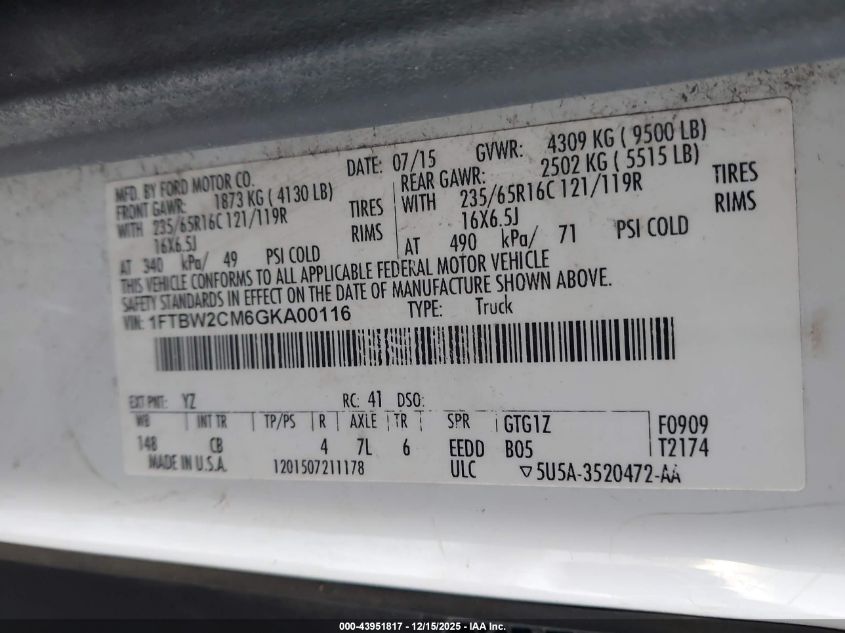 MFD. BY FORD MOTOR CO.
DATE: 07/15 GVWR: 4309 KG ( 9500 LB)
FRONT GAWR: 1873 KG ( 4130 LB) REAR GAWR: 2502 KG ( 5515 LB)
WITH 235/65R16C 121/119R TIRES WITH 235/65R16C 121/119R TIRES
16X6.5J RIMS 16X6.5J RIMS
AT 340 kPa/ 49 PSI COLD AT 490 kPa/ 71 PSI COLD
THIS VEHICLE CONFORMS TO ALL APPLICABLE FEDERAL MOTOR VEHICLE
SAFETY STANDARDS IN EFFECT ON THE DATE OF MANUFACTURE SHOWN ABOVE.
VIN: 1FTBW2CM6GKA00116 TYPE: Truck
EXT PNT: YZ RC: 41 DSO:
WB INT TR TP/PS R AXLE TR SPR GTG1Z F0909
148 CB 4 7L 6 EEDD B05 T2174
MADE IN U.S.A. 1201507211178 ULC ▽5U5A-3520472-AA
000-43951817 - 12/15/2025 - IAA, Inc.